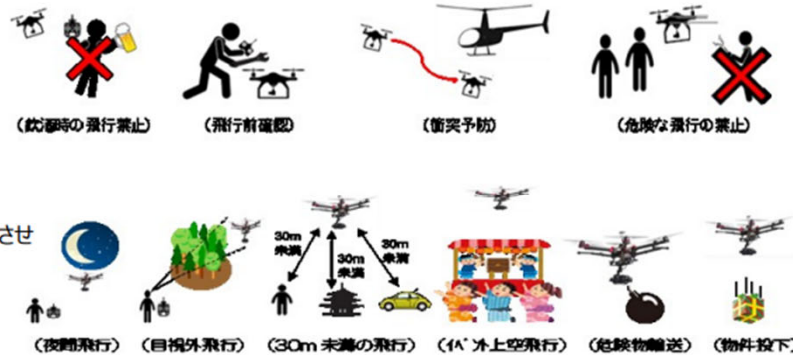 (飲酒時の飛行禁止)
(飛行前確認)
(衝突予防)
(危険な飛行の禁止)
させ
30m
未満
30m
未満
30m
未満
(夜間飛行)
(目視外飛行)
(30m 未満の飛行)
(イベント上空飛行)
(危険物輸送)
(物件投下)